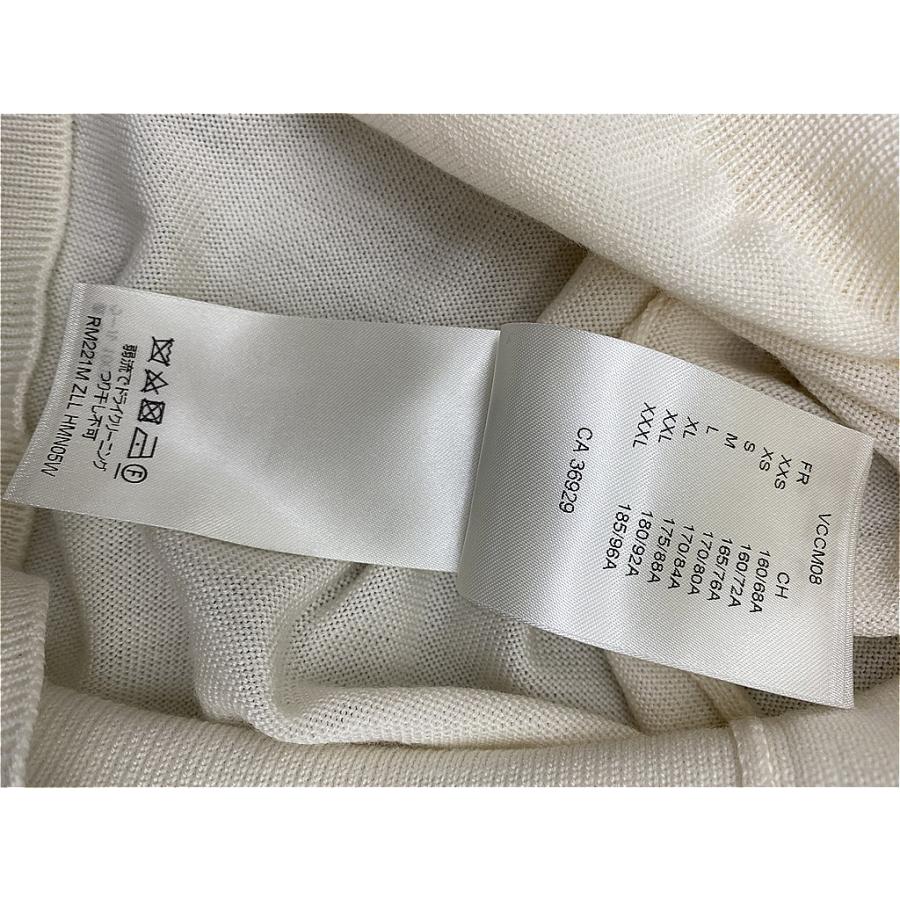 VCCM08
FR CH
XXS 160/68A
XS 160/72A
S 165/76A
M 170/80A
L 170/84A
XL 175/88A
XXL 180/92A
XXXL 185/96A
CA 36929
弱流でドライクリーニング
つり干し不可
RM221M ZLL HMN05W